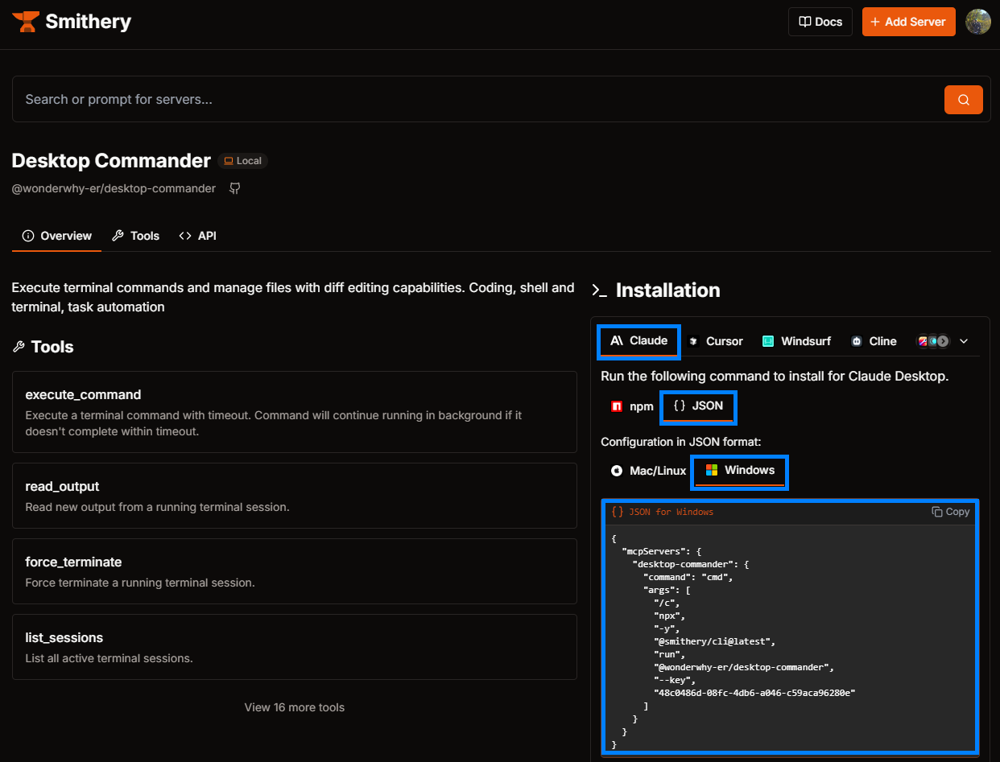 Smithery
Docs
+ Add Server
Search or prompt for servers...
Desktop Commander
Local
@wonderwhy-er/desktop-commander
Overview
Tools
<> API
Execute terminal commands and manage files with diff editing capabilities. Coding, shell and
terminal, task automation
Tools
execute_command
Execute a terminal command with timeout. Command will continue running in background if it
doesn't complete within timeout.
read_output
Read new output from a running terminal session.
force_terminate
Force terminate a running terminal session.
list_sessions
List all active terminal sessions.
View 16 more tools
>_ Installation
Claude
Cursor
Windsurf
Cline
Run the following command to install for Claude Desktop.
npm
{ } JSON
Configuration in JSON format:
Mac/Linux
Windows
{} JSON for Windows
Copy
{
"mcpServers": {
"desktop-commander": {
"command": "cmd",
"args": [
"/c",
"npx",
"-y",
"@smithery/cli@latest",
"run",
"@wonderwhy-er/desktop-commander",
"--key",
"48c0486d-08fc-4db6-a046-c59aca96280e"
]
}
}
}